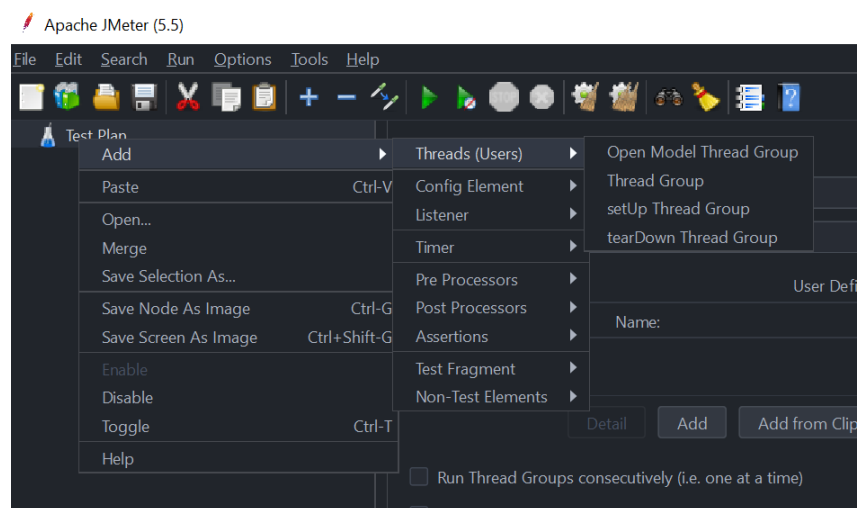 Apache JMeter (5.5)
File Edit Search Run Options Tools Help
Test Plan
Add
Paste Ctrl-V
Open...
Merge
Save Selection As...
Save Node As Image Ctrl-G
Save Screen As Image Ctrl+Shift-G
Enable
Disable
Toggle Ctrl-T
Help
Threads (Users)
Config Element
Listener
Timer
Pre Processors
Post Processors
Assertions
Test Fragment
Non-Test Elements
Open Model Thread Group
Thread Group
setUp Thread Group
tearDown Thread Group
User Defi
Name:
Detail Add Add from Clip
Run Thread Groups consecutively (i.e. one at a time)